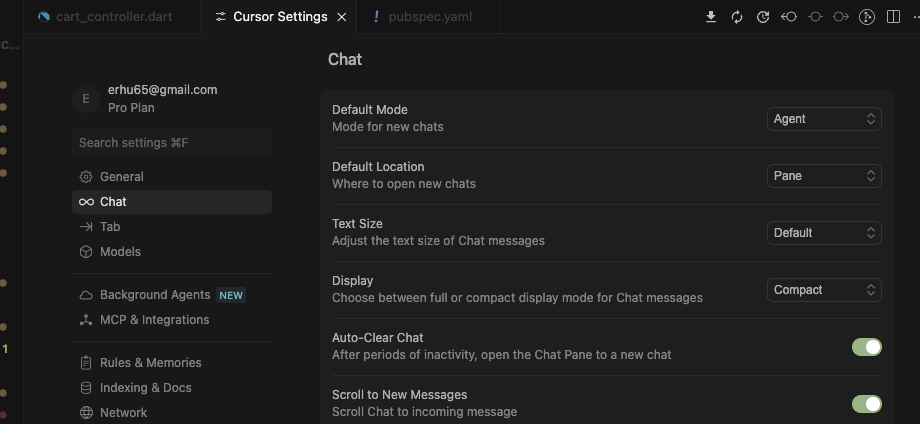 cart_controller.dart
Cursor Settings
! pubspec.yaml
C...
Chat
E
erhu65@gmail.com
Pro Plan
Search settings ⌘F
General
Chat
Tab
Models
Background Agents NEW
MCP & Integrations
Rules & Memories
Indexing & Docs
Network
1
Default Mode
Mode for new chats
Agent
Default Location
Where to open new chats
Pane
Text Size
Adjust the text size of Chat messages
Default
Display
Choose between full or compact display mode for Chat messages
Compact
Auto-Clear Chat
After periods of inactivity, open the Chat Pane to a new chat
Scroll to New Messages
Scroll Chat to incoming message